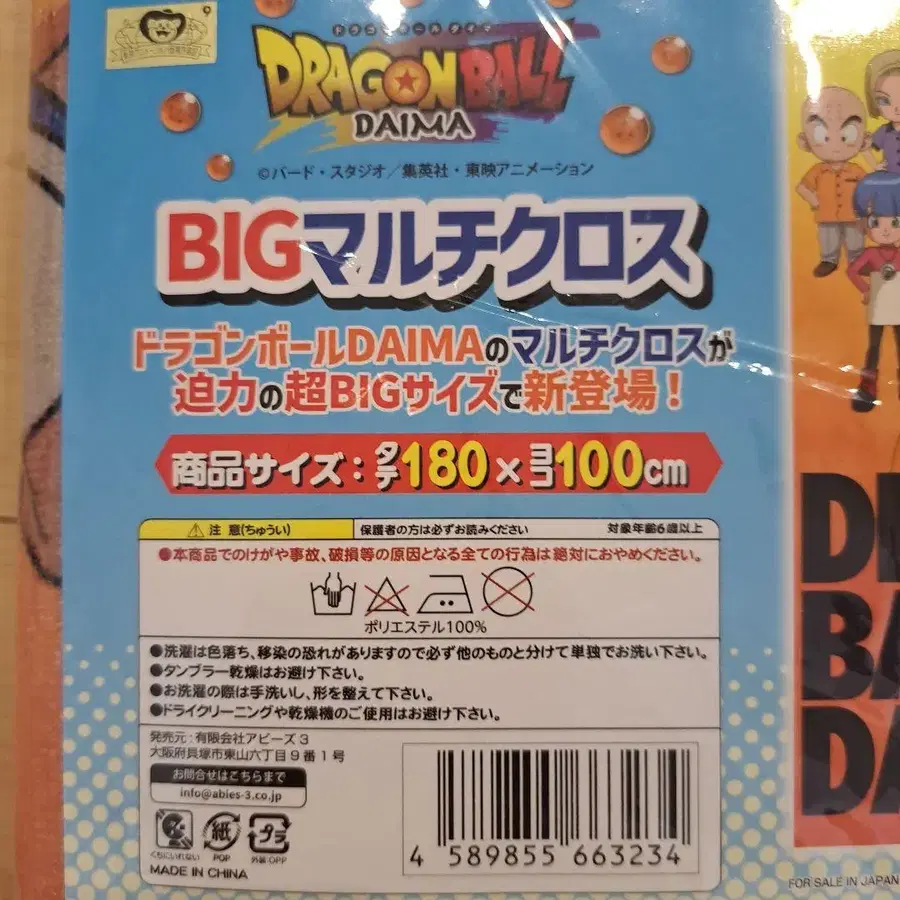 ドラゴンボールダイマ
DRAGON BALL
DAIMA
©バード・スタジオ／集英社・東映アニメーション
BIGマルチクロス
ドラゴンボールDAIMAのマルチクロスが
迫力の超BIGサイズで新登場！
商品サイズ：タテ180×ヨコ100cm
注意(ちゅうい) 保護者の方は必ずお読みください 対象年齢6歳以上
●本商品でのけがや事故、破損等の原因となる全ての行為は絶対におやめください。
ポリエステル100%
●洗濯は色落ち、移染の恐れがありますので必ず他のものと分けて単独でお洗い下さい。
●タンブラー乾燥はお避け下さい。
●お洗濯の際は手洗いし、形を整えて下さい。
●ドライクリーニングや乾燥機のご使用はお避け下さい。
発売元：有限会社アビーズ3
大阪府貝塚市東山六丁目9番1号
お問合せはこちらまで
info@abies-3.co.jp
くちにいれない 紙 POP プラ 外装:OPP
MADE IN CHINA
4 589855 663234
FOR SALE IN JAPAN